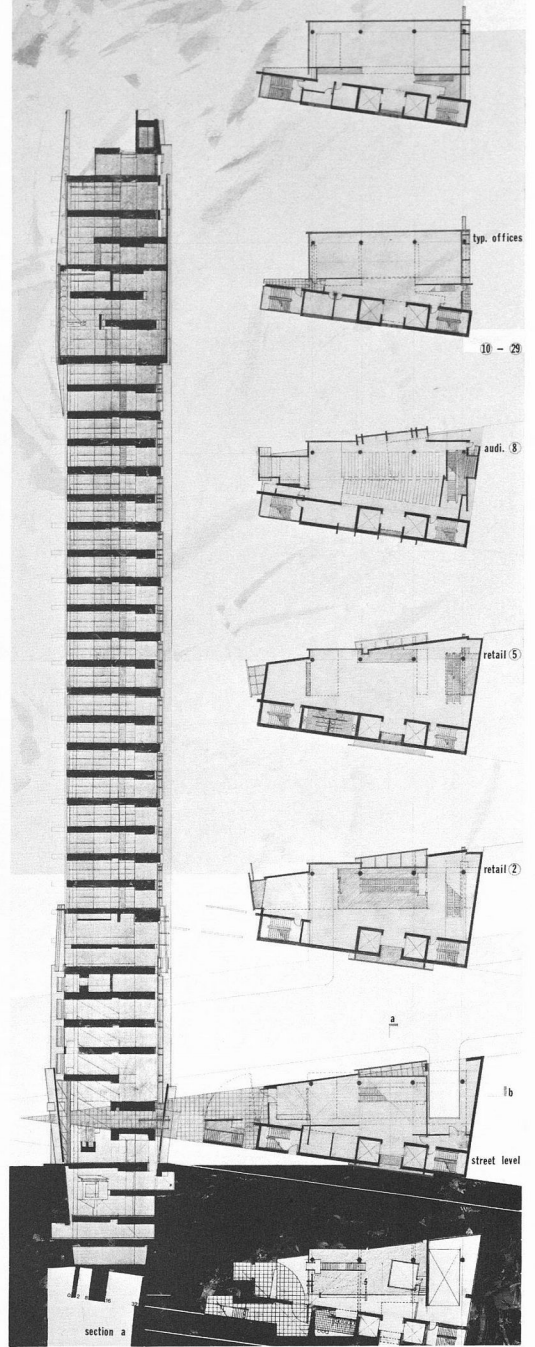 typ. offices
10 – 29
audi. 8
retail 5
retail 2
a
b
street level
section a